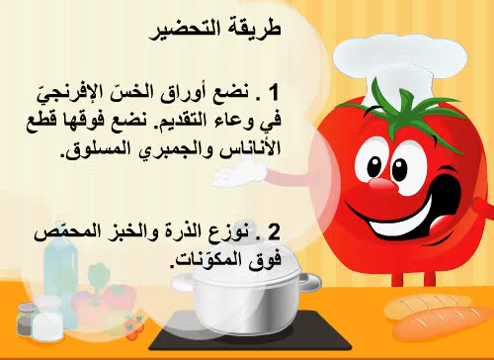 طريقة التحضير
1 . نضع أوراق الخسّ الإفرنجيّ
في وعاء التقديم. نضع فوقها قطع
الأناناس والجمبري المسلوق.
2 . نوزع الذرة والخبز المحمّص
فوق المكوّنات.